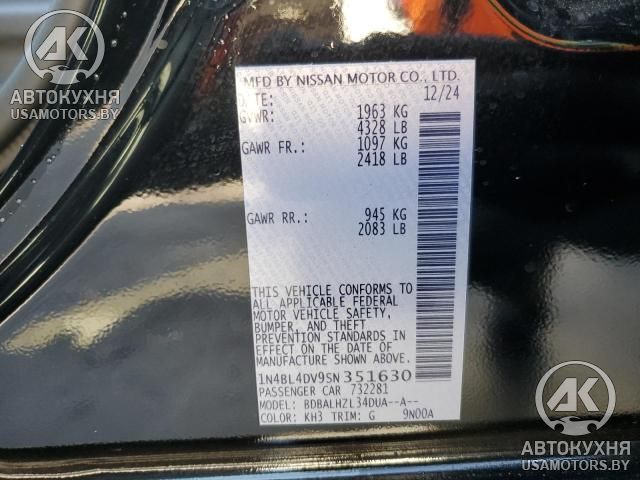 AK
АВТОКУХНЯ
USAMOTORS.BY
MFD BY NISSAN MOTOR CO., LTD.
DATE: 12/24
GVWR: 1963 KG
4328 LB
GAWR FR.: 1097 KG
2418 LB
GAWR RR.: 945 KG
2083 LB
THIS VEHICLE CONFORMS TO
ALL APPLICABLE FEDERAL
MOTOR VEHICLE SAFETY,
BUMPER, AND THEFT
PREVENTION STANDARDS IN
EFFECT ON THE DATE OF
MANUFACTURE SHOWN ABOVE.
1N4BL4DV9SN351630
PASSENGER CAR 732281
MODEL: BDBALHZL34DUA--A--
COLOR: KH3 TRIM: G 9N00A
AK
АВТОКУХНЯ
USAMOTORS.BY